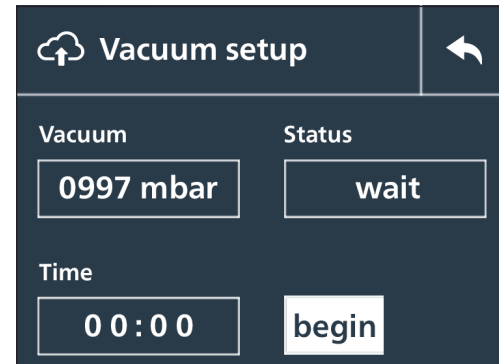 Vacuum setup
Vacuum
Status
0997 mbar
wait
Time
00:00
begin